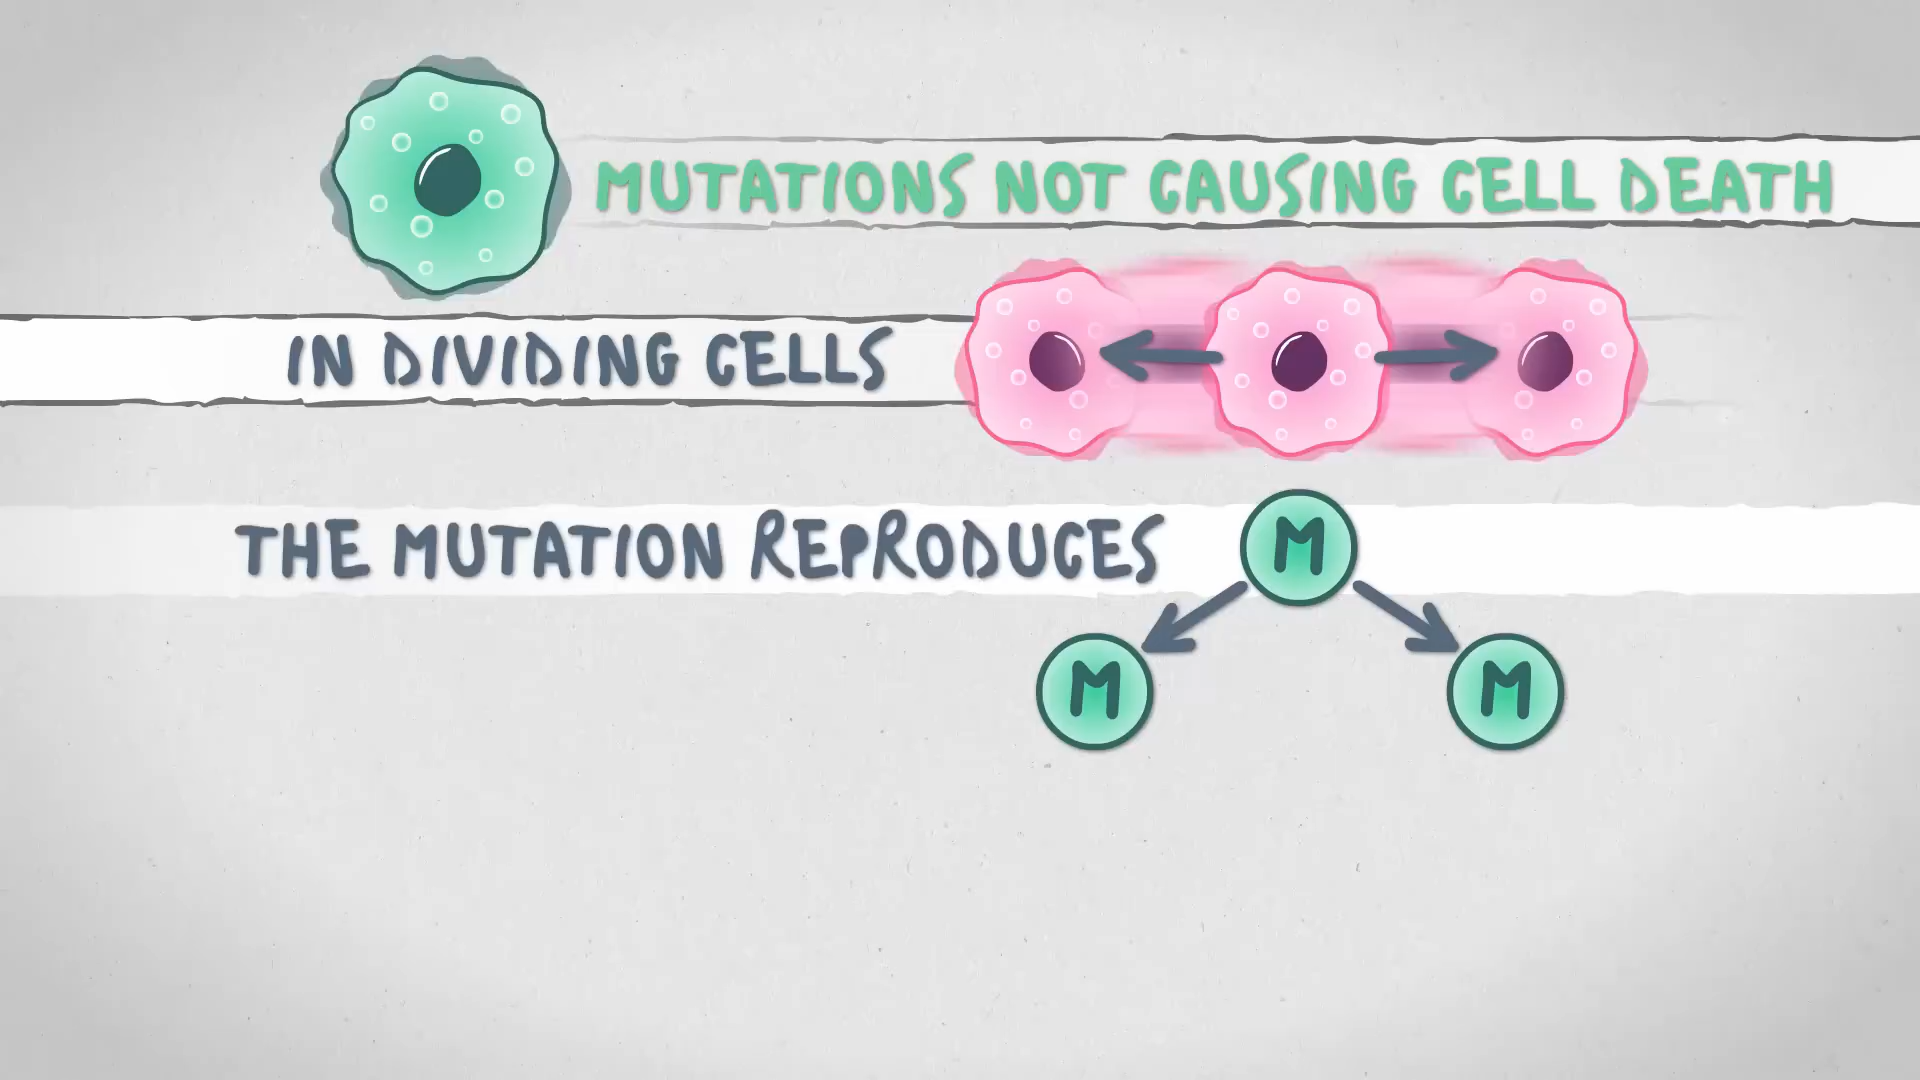 MUTATIONS NOT CAUSING CELL DEATH
IN DIVIDING CELLS
THE MUTATION REPRODUCES
M
M
M